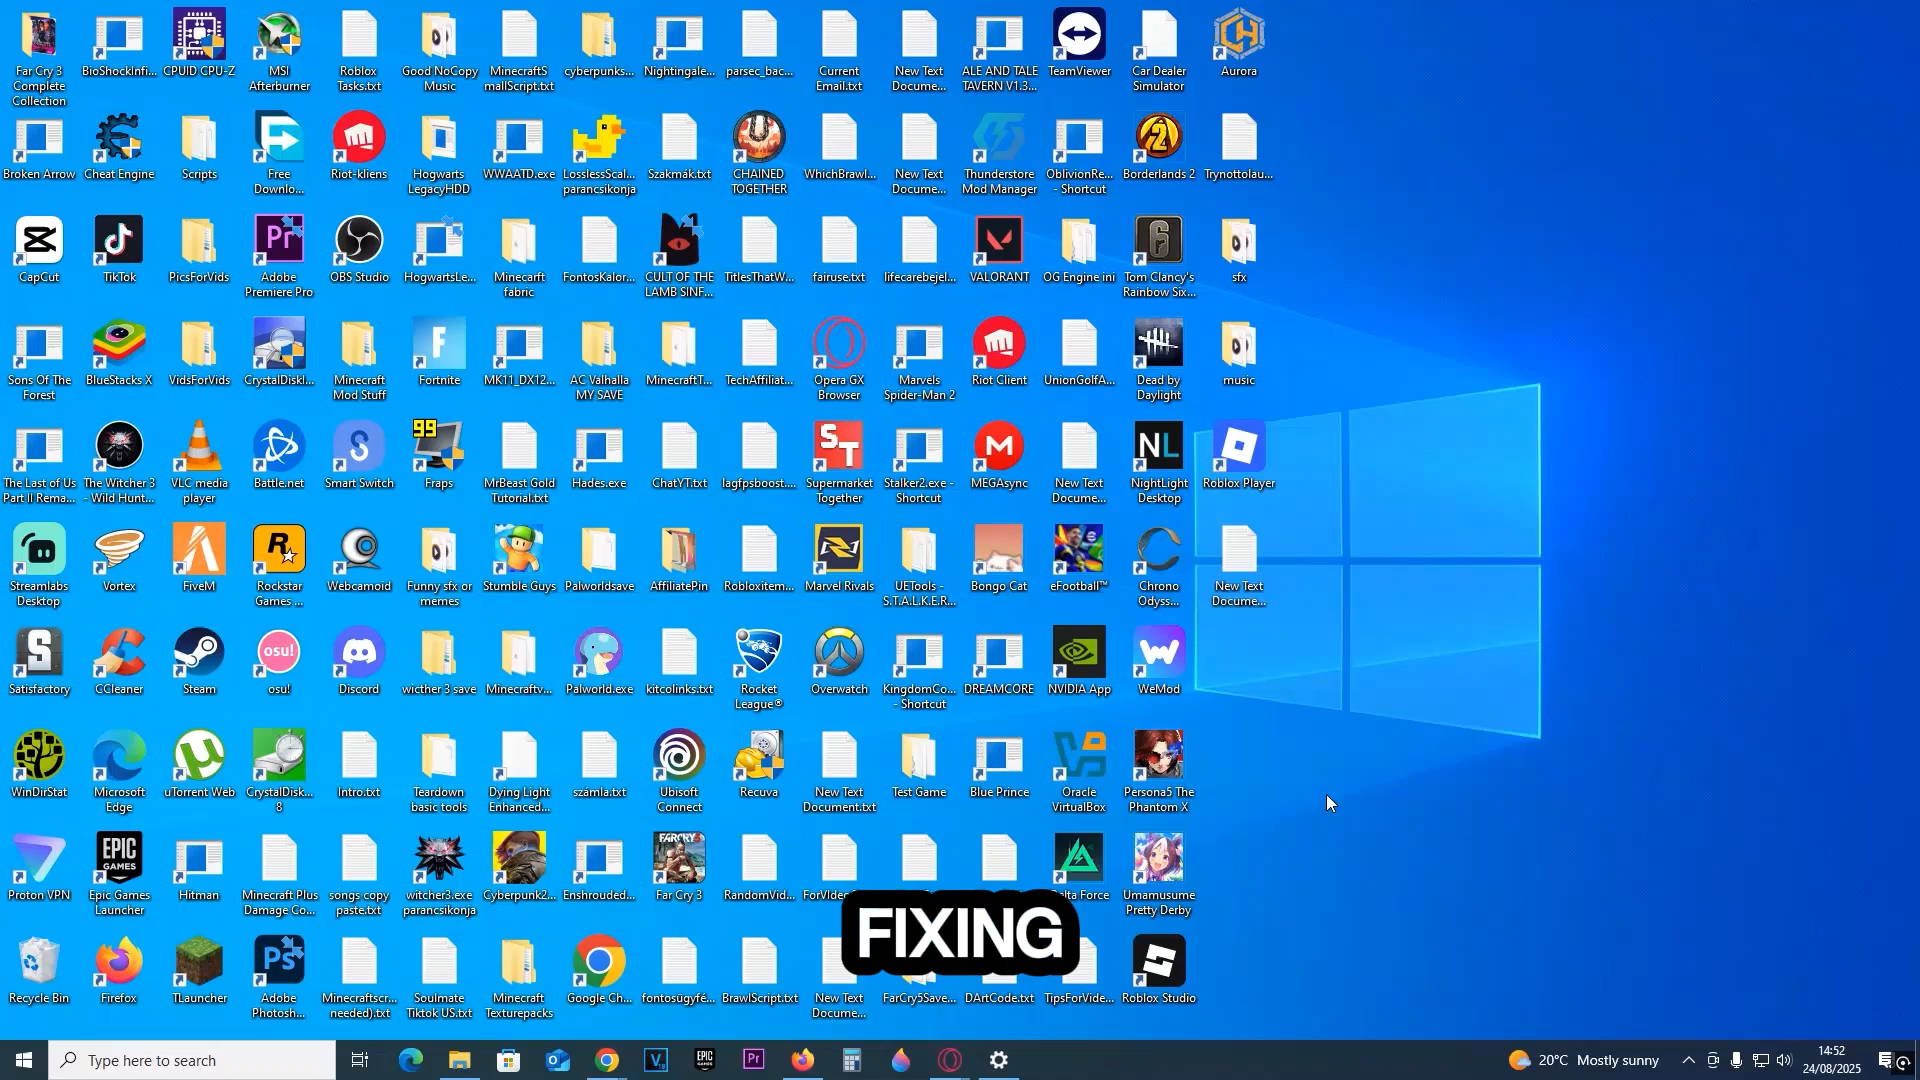 Far Cry 3
Complete
Collection
BioShockInfi...
CPUID CPU-Z
MSI
Afterburner
Roblox
Tasks.txt
Good NoCopy
Music
MinecraftS
mallScript.txt
cyberpunks...
Nightingale...
parsec_bac...
Current
Email.txt
New Text
Docume...
ALE AND TALE
TAVERN V1.3...
TeamViewer
Car Dealer
Simulator
Aurora
Broken Arrow
Cheat Engine
Scripts
Free
Downlo...
Riot-kliens
Hogwarts
LegacyHDD
WWAATD.exe
LosslessScal...
parancsikonja
Szakmák.txt
CHAINED
TOGETHER
WhichBrawl...
New Text
Docume...
Thunderstore
Mod Manager
OblivionRe...
- Shortcut
Borderlands 2
Trynottolau...
CapCut
TikTok
PicsForVids
Pr
Adobe
Premiere Pro
OBS Studio
HogwartsLe...
Minecarft
fabric
FontosKalor...
CULT OF THE
LAMB SINF...
TitlesThatW...
fairuse.txt
lifecarebejel...
VALORANT
OG Engine ini
Tom Clancy's
Rainbow Six...
sfx
Sons Of The
Forest
BlueStacks X
VidsForVids
CrystalDiskI...
Minecraft
Mod Stuff
Fortnite
MK11_DX12...
AC Valhalla
MY SAVE
MinecraftT...
TechAffiliat...
Opera GX
Browser
Marvels
Spider-Man 2
Riot Client
UnionGolfA...
Dead by
Daylight
music
The Last of Us
Part II Rema...
The Witcher 3
- Wild Hunt...
VLC media
player
Battle.net
Smart Switch
99
Fraps
MrBeast Gold
Tutorial.txt
Hades.exe
ChatYT.txt
lagfpsboost....
ST
Supermarket
Together
Stalker2.exe -
Shortcut
MEGAsync
New Text
Docume...
NL
NightLight
Desktop
Roblox Player
Streamlabs
Desktop
Vortex
FiveM
Rockstar
Games ...
Webcamoid
Funny sfx or
memes
Stumble Guys
Palworldsave
AffiliatePin
Robloxitem...
Marvel Rivals
UETools -
S.T.A.L.K.E.R...
Bongo Cat
eFootball™
Chrono
Odyss...
New Text
Docume...
Satisfactory
CCleaner
Steam
osu!
osu!
Discord
wicther 3 save
Minecraftv...
Palworld.exe
kitcolinks.txt
Rocket
League®
Overwatch
KingdomCo...
- Shortcut
DREAMCORE
NVIDIA App
WeMod
WinDirStat
Microsoft
Edge
uTorrent Web
CrystalDisk...
8
Intro.txt
Teardown
basic tools
Dying Light
Enhanced...
számla.txt
Ubisoft
Connect
Recuva
New Text
Document.txt
Test Game
Blue Prince
Oracle
VirtualBox
Persona5 The
Phantom X
Proton VPN
EPIC
GAMES
Epic Games
Launcher
Hitman
Minecraft Plus
Damage Co...
songs copy
paste.txt
witcher3.exe
parancsikonja
Cyberpunk2...
Enshrouded...
FARCRY3
Far Cry 3
RandomVid...
Umamusume
Pretty Derby
FIXING
Recycle Bin
Firefox
TLauncher
Ps
Adobe
Photosh...
Minecraftscr...
needed).txt
Soulmate
Tiktok US.txt
Minecraft
Texturepacks
Google Ch...
fontosügyfé...
BrawlScript.txt
New Text
Docume...
FarCry5Save...
DArtCode.txt
TipsForVide...
Roblox Studio
Type here to search
EPIC
Pr
20°C Mostly sunny
14:52
24/08/2025